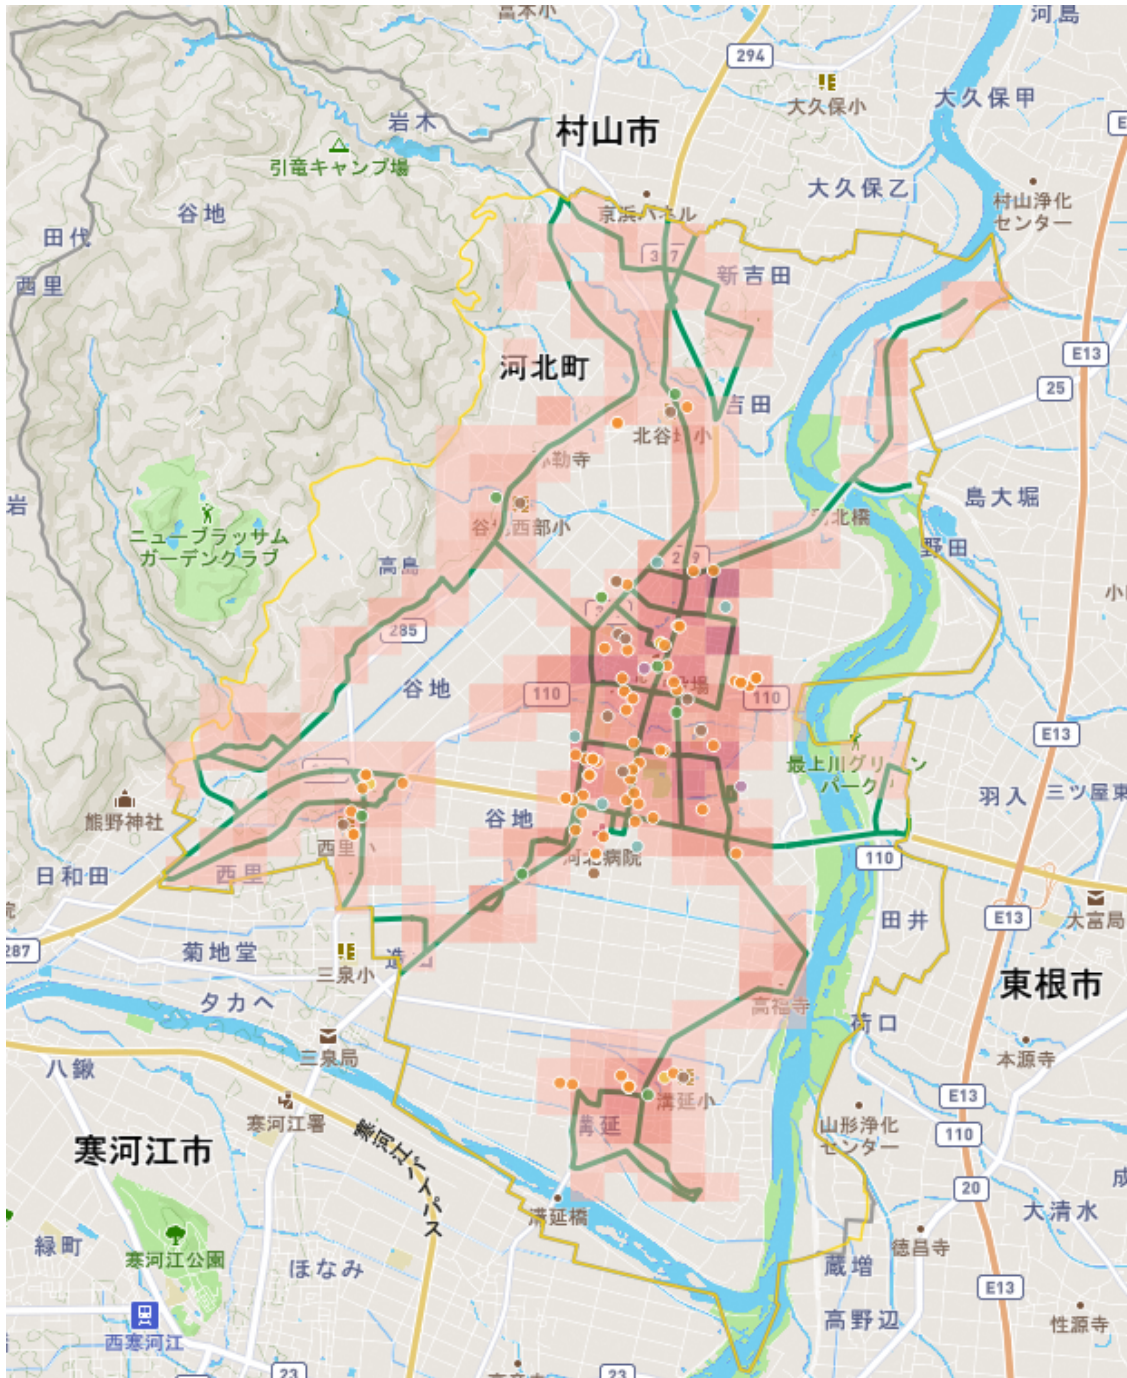 富木小
河島
294
大久保小
大久保甲
E
岩木
村山市
引竜キャンプ場
大久保乙
谷地
京浜パネル
村山浄化
センター
田代
西里
新吉田
河北町
E13
25
吉田
北谷地小
岩
谷地西部小
島大堀
ニューブラッサム
ガーデンクラブ
河北橋
高島
野田
285
谷地
110
110
E13
最上川グリーン
パーク
熊野神社
谷地
羽入
三ツ屋東
西里小
河北病院
110
日和田
西里
院
287
菊地堂
三泉小
田井
E13
大富局
タカヘ
高福寺
東根市
三泉局
荷口
本源寺
八鍬
寒河江署
溝延小
E13
山形浄化
センター
110
寒河江市
寒河江バイパス
溝延
20
成
溝延橋
大清水
緑町
寒河江公園
徳昌寺
ほなみ
蔵増
E13
西寒河江
高野辺
性源寺
23
23